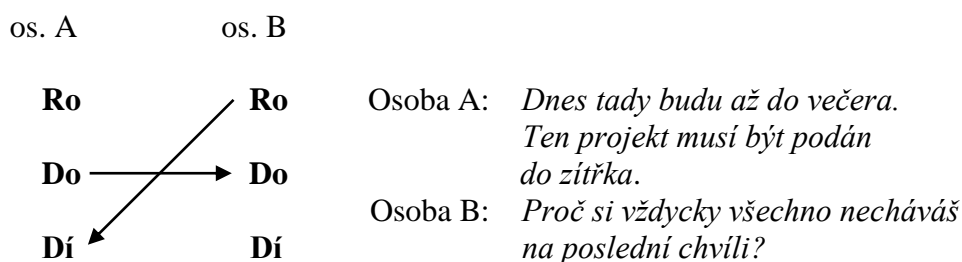 os. A os. B
Ro Ro Osoba A: Dnes tady budu až do večera.
Ten projekt musí být podán
Do Do do zítřka.
Osoba B: Proč si vždycky všechno necháváš
Dí Dí na poslední chvíli?